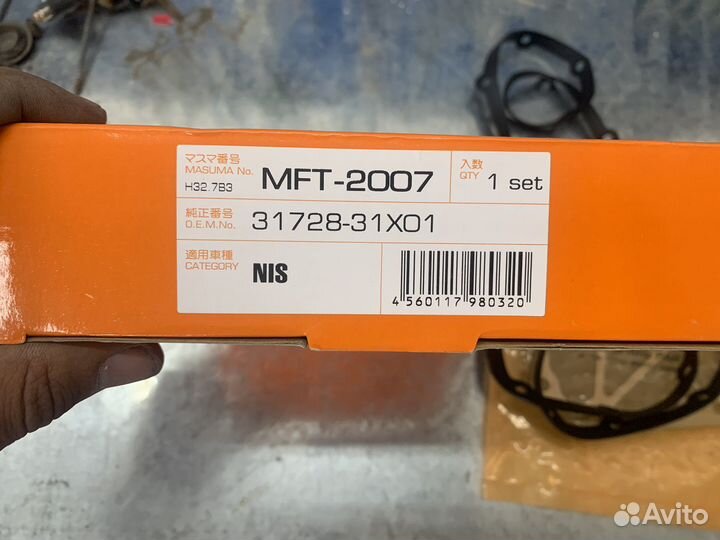 マスマ番号
MASUMA No.
H32.7B3
MFT-2007
入数
QTY
1 set
純正番号
O.E.M.No.
31728-31X01
適用車種
CATEGORY
NIS
4 560117 980320
Avito